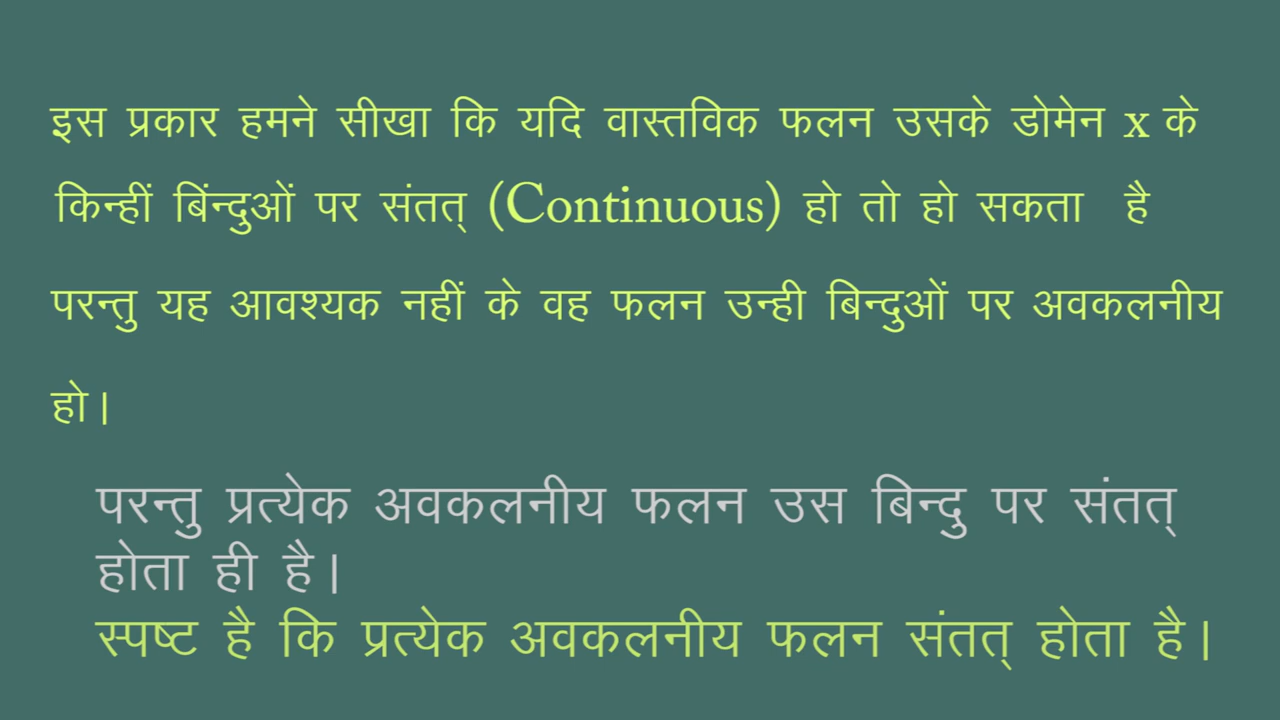 इस प्रकार हमने सीखा कि यदि वास्तविक फलन उसके डोमेन x के
किन्हीं बिंन्दुओं पर संतत् (Continuous) हो तो हो सकता है
परन्तु यह आवश्यक नहीं के वह फलन उन्ही बिन्दुओं पर अवकलनीय
हो।
परन्तु प्रत्येक अवकलनीय फलन उस बिन्दु पर संतत्
होता ही है।
स्पष्ट है कि प्रत्येक अवकलनीय फलन संतत् होता है।